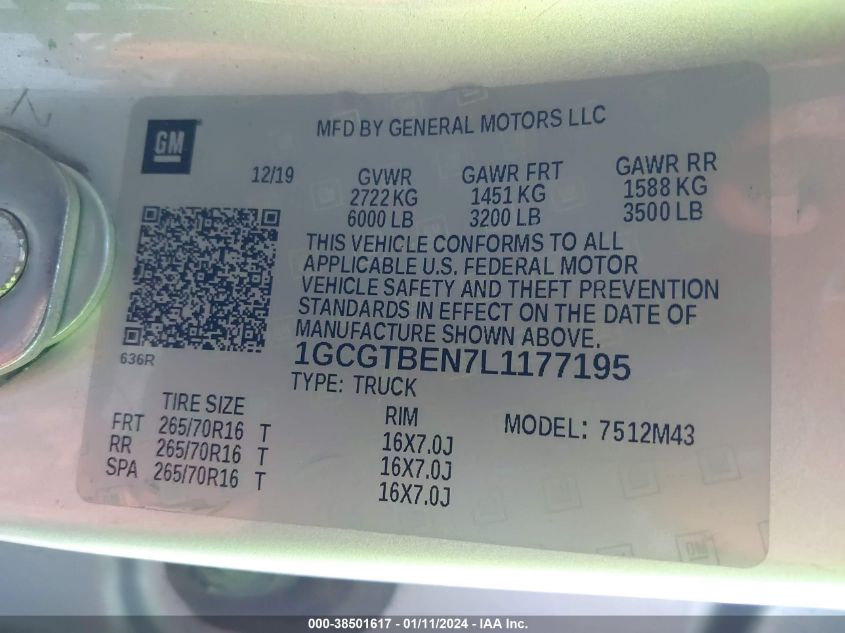 MFD BY GENERAL MOTORS LLC
GM
12/19 GVWR GAWR FRT GAWR RR
2722 KG 1451 KG 1588 KG
6000 LB 3200 LB 3500 LB
THIS VEHICLE CONFORMS TO ALL
APPLICABLE U.S. FEDERAL MOTOR
VEHICLE SAFETY AND THEFT PREVENTION
STANDARDS IN EFFECT ON THE DATE OF
MANUFACTURE SHOWN ABOVE.
636R
1GCGTBEN7L1177195
TYPE: TRUCK
TIRE SIZE RIM MODEL: 7512M43
FRT 265/70R16 T 16X7.0J
RR 265/70R16 T 16X7.0J
SPA 265/70R16 T 16X7.0J
GM
000-38501617 - 01/11/2024 - IAA Inc.